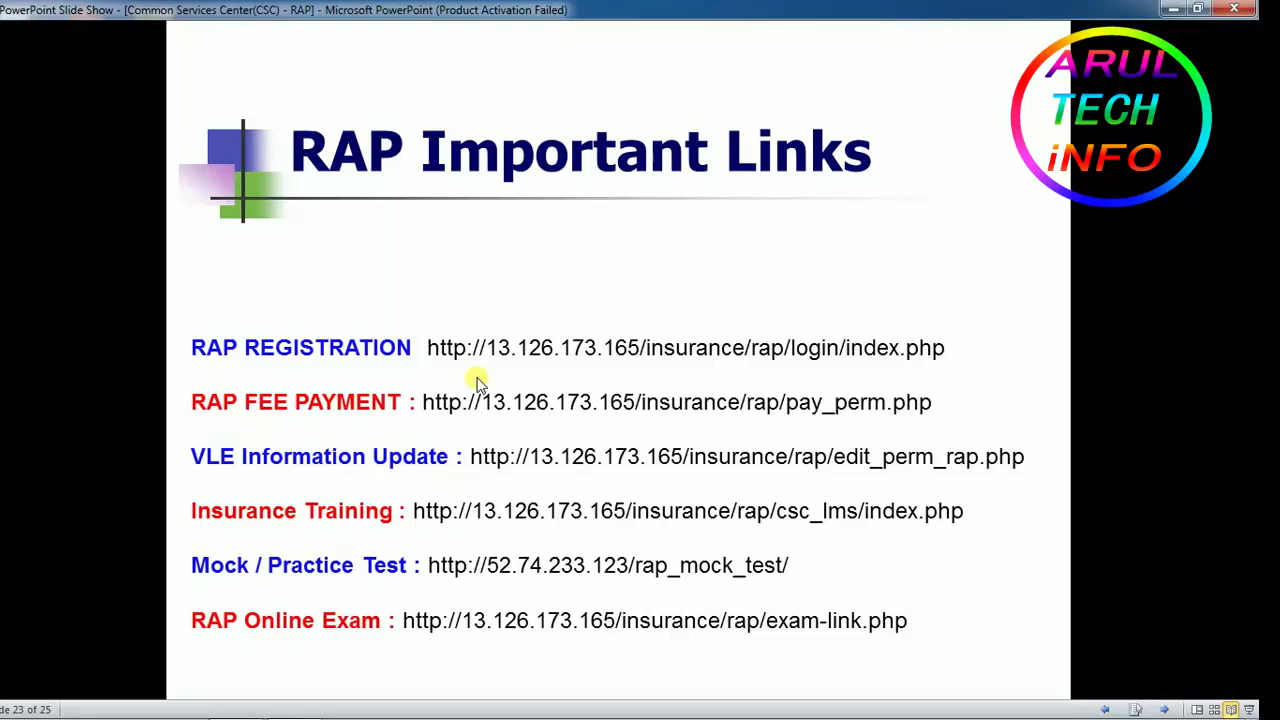 PowerPoint Slide Show - [Common Services Center(CSC) - RAP] - Microsoft PowerPoint (Product Activation Failed)
ARUL
TECH
iNFO
RAP Important Links
RAP REGISTRATION http://13.126.173.165/insurance/rap/login/index.php
RAP FEE PAYMENT : http://13.126.173.165/insurance/rap/pay_perm.php
VLE Information Update : http://13.126.173.165/insurance/rap/edit_perm_rap.php
Insurance Training : http://13.126.173.165/insurance/rap/csc_lms/index.php
Mock / Practice Test : http://52.74.233.123/rap_mock_test/
RAP Online Exam : http://13.126.173.165/insurance/rap/exam-link.php
de 23 of 25